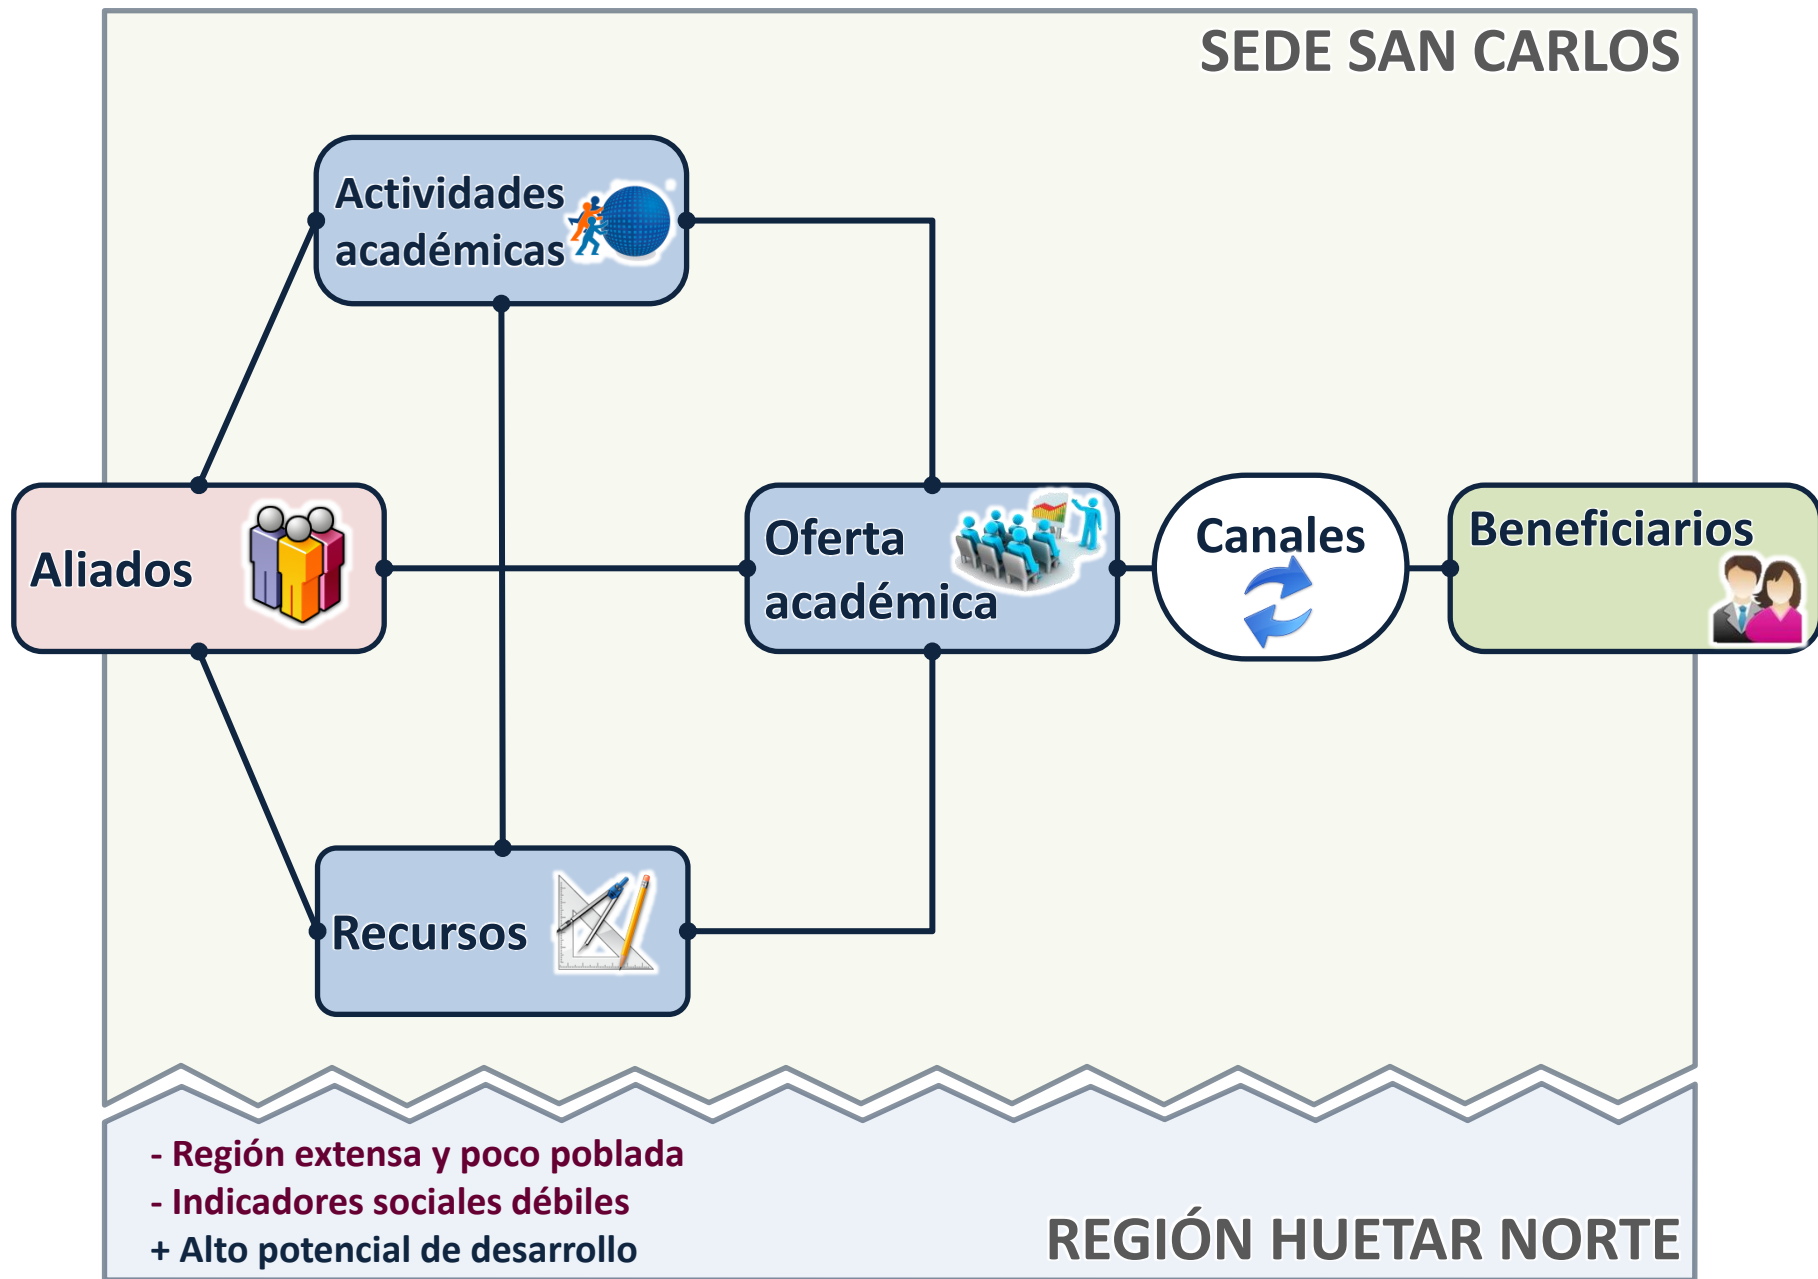 SEDE SAN CARLOS
Actividades
académicas
Aliados
Oferta
académica
Canales
Beneficiarios
Recursos
- Región extensa y poco poblada
- Indicadores sociales débiles
+ Alto potencial de desarrollo
REGIÓN HUETAR NORTE